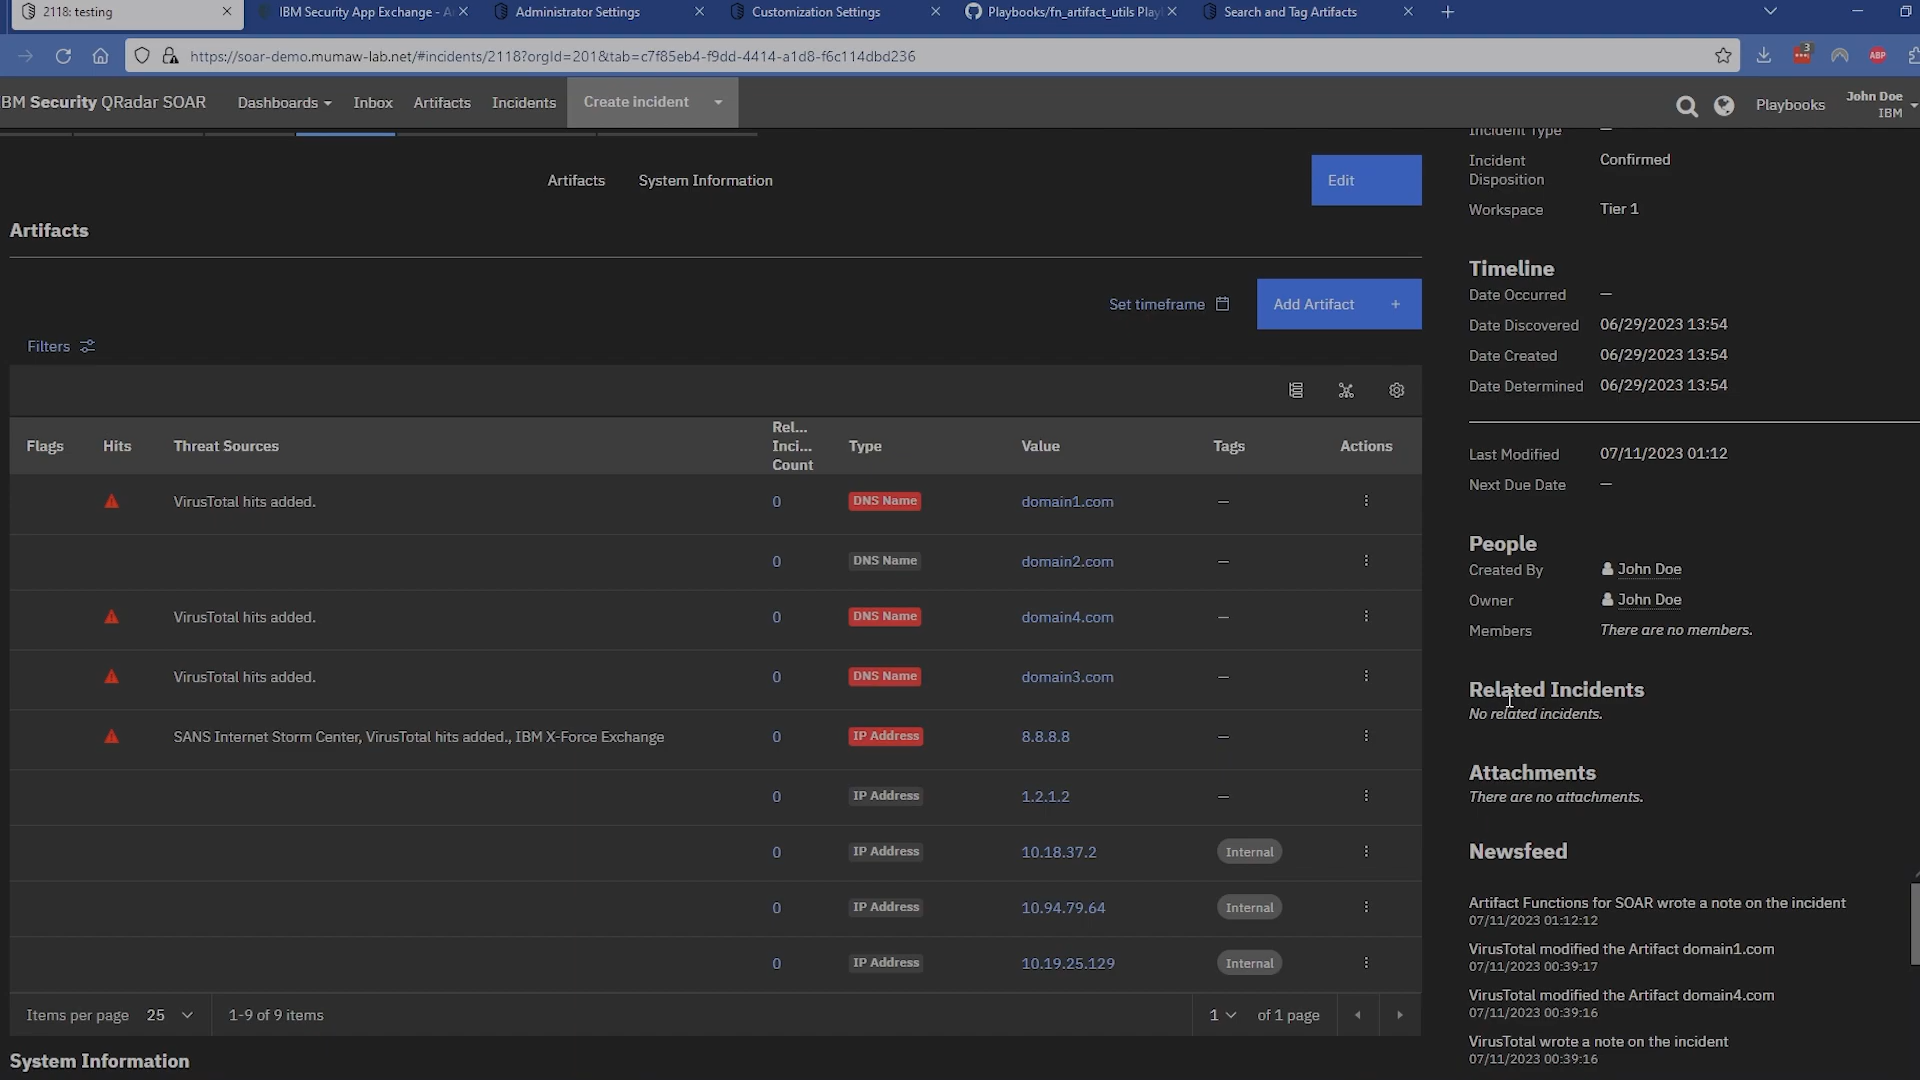 2118: testing
IBM Security App Exchange - A
Administrator Settings
Customization Settings
Playbooks/fn_artifact_utils Play
Search and Tag Artifacts
https://soar-demo.mumaw-lab.net/#incidents/2118?orgId=201&tab=c7f85eb4-f9dd-4414-a1d8-f6c114dbd236
3
ABP
BM Security QRadar SOAR
Dashboards
Inbox
Artifacts
Incidents
Create incident
Playbooks
John Doe
IBM
Artifacts
System Information
Edit
Artifacts
Set timeframe
Add Artifact +
Filters
Flags Hits Threat Sources Rel... Inci... Count Type Value Tags Actions
VirusTotal hits added. 0 DNS Name domain1.com —
0 DNS Name domain2.com —
VirusTotal hits added. 0 DNS Name domain4.com —
VirusTotal hits added. 0 DNS Name domain3.com —
SANS Internet Storm Center, VirusTotal hits added., IBM X-Force Exchange 0 IP Address 8.8.8.8 —
0 IP Address 1.2.1.2 —
0 IP Address 10.18.37.2 Internal
0 IP Address 10.94.79.64 Internal
0 IP Address 10.19.25.129 Internal
Items per page 25 1-9 of 9 items 1 of 1 page
System Information
Incident Type —
Incident Disposition Confirmed
Workspace Tier 1
Timeline
Date Occurred —
Date Discovered 06/29/2023 13:54
Date Created 06/29/2023 13:54
Date Determined 06/29/2023 13:54
Last Modified 07/11/2023 01:12
Next Due Date —
People
Created By John Doe
Owner John Doe
Members There are no members.
Related Incidents
No related incidents.
Attachments
There are no attachments.
Newsfeed
Artifact Functions for SOAR wrote a note on the incident
07/11/2023 01:12:12
VirusTotal modified the Artifact domain1.com
07/11/2023 00:39:17
VirusTotal modified the Artifact domain4.com
07/11/2023 00:39:16
VirusTotal wrote a note on the incident
07/11/2023 00:39:16